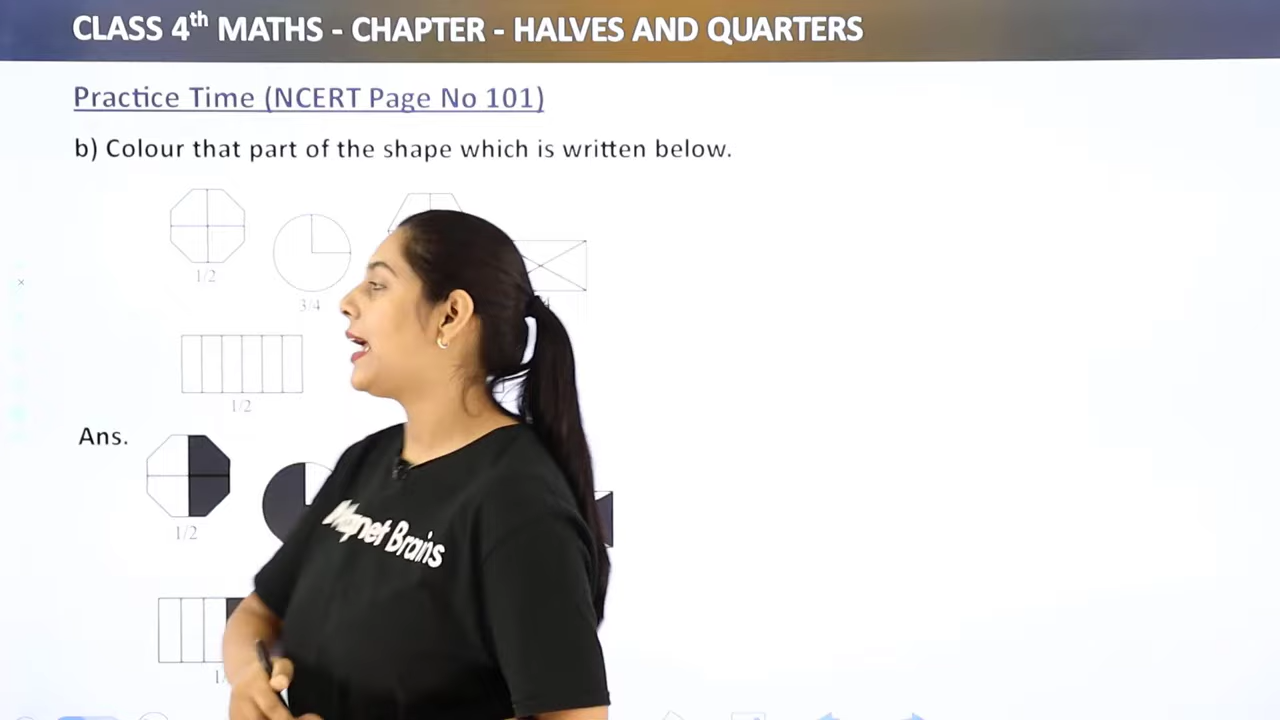 CLASS 4th MATHS - CHAPTER - HALVES AND QUARTERS
Practice Time (NCERT Page No 101)
b) Colour that part of the shape which is written below.
1/2
3/4
1/2
Ans.
1/2
Magnet Brains